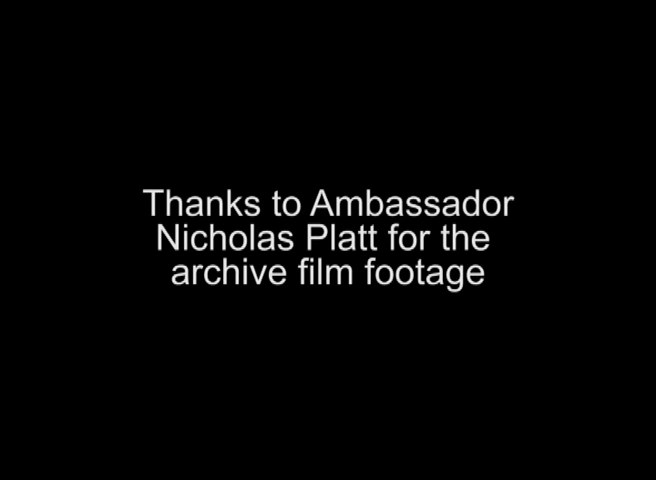 Thanks to Ambassador
Nicholas Platt for the
archive film footage